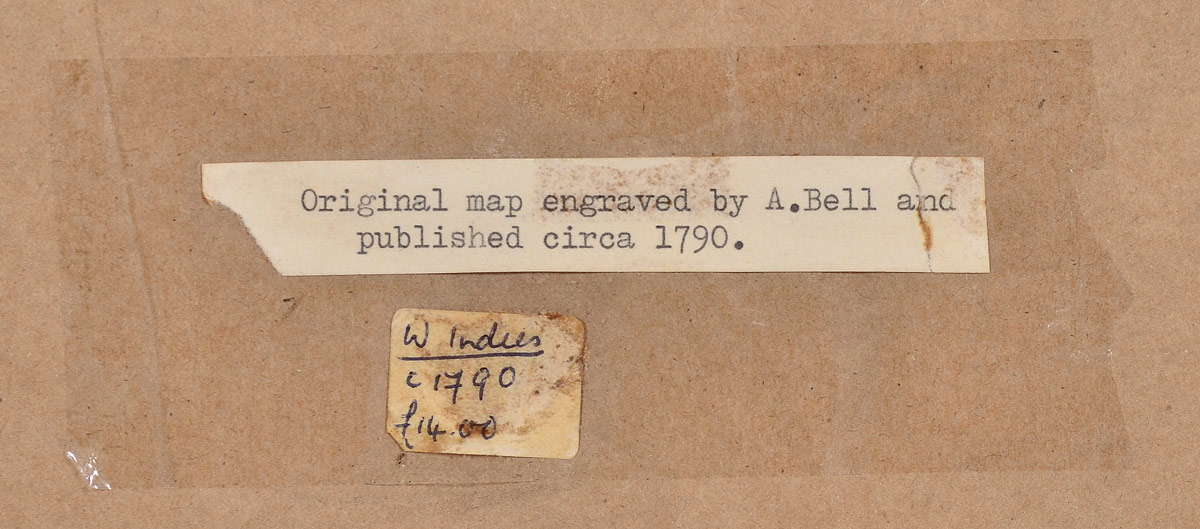 Original map engraved by A.Bell and
published circa 1790.
W Indies
c 1790
£14.00